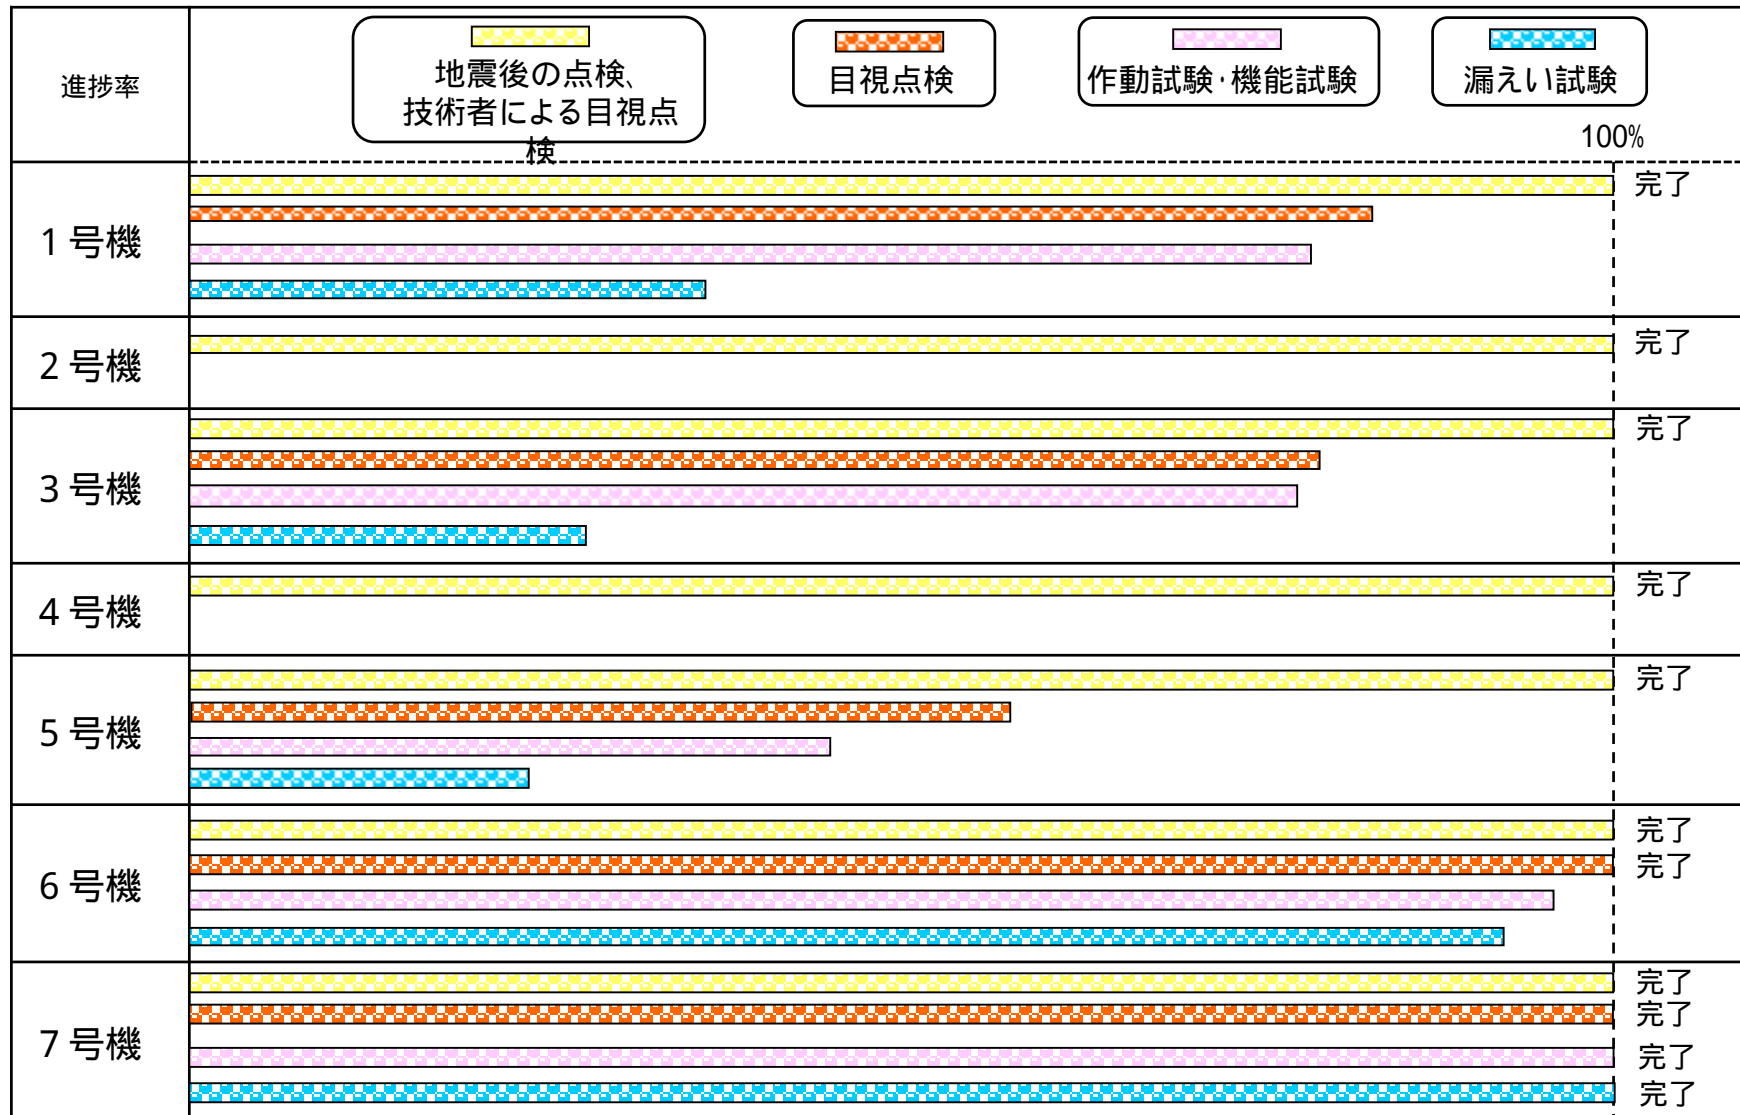 進捗率
地震後の点検、
技術者による目視点
検
目視点検
作動試験・機能試験
漏えい試験
100%
1号機
完了
2号機
完了
3号機
完了
4号機
完了
5号機
完了
6号機
完了
完了
7号機
完了
完了
完了
完了